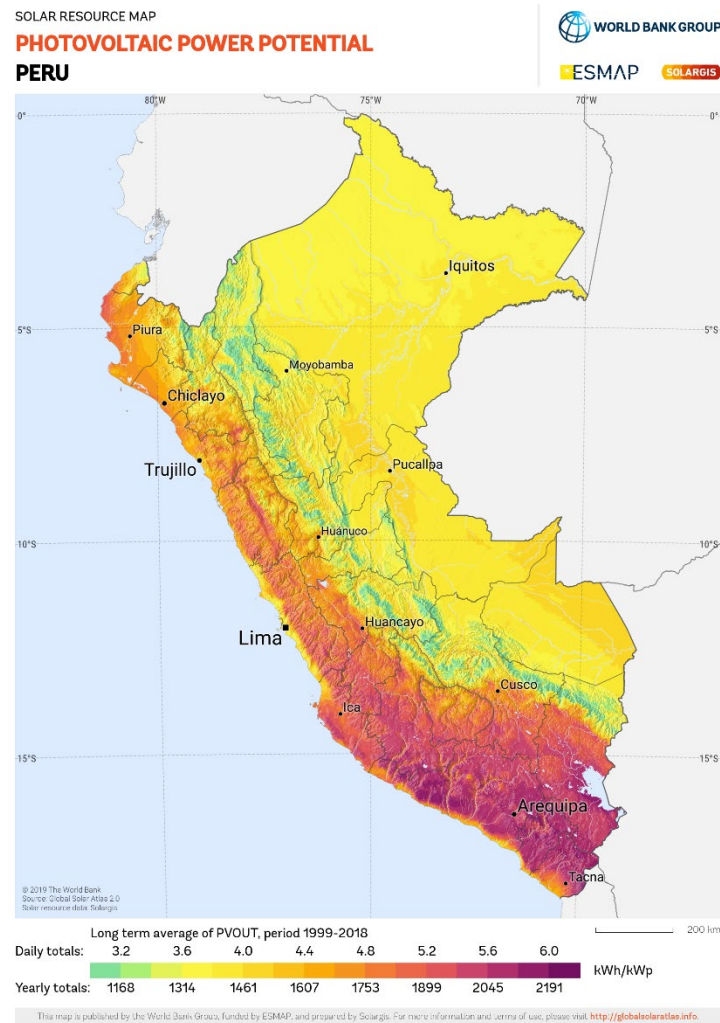 SOLAR RESOURCE MAP
PHOTOVOLTAIC POWER POTENTIAL
PERU
WORLD BANK GROUP
ESMAP
SOLARGIS
80°W 75°W 70°W
0° 0°
Iquitos
5°S 5°S
Piura
Moyobamba
Chiclayo
Trujillo
Pucallpa
Huánuco
10°S 10°S
Lima
Huancayo
Cusco
Ica
15°S 15°S
Arequipa
Tacna
© 2019 The World Bank
Source: Global Solar Atlas 2.0
Solar resource data: Solargis
200 km
Long term average of PVOUT, period 1999-2018
Daily totals: 3.2 3.6 4.0 4.4 4.8 5.2 5.6 6.0
kWh/kWp
Yearly totals: 1168 1314 1461 1607 1753 1899 2045 2191
This map is published by the World Bank Group, funded by ESMAP, and prepared by Solargis. For more information and terms of use, please visit http://globalsolaratlas.info.